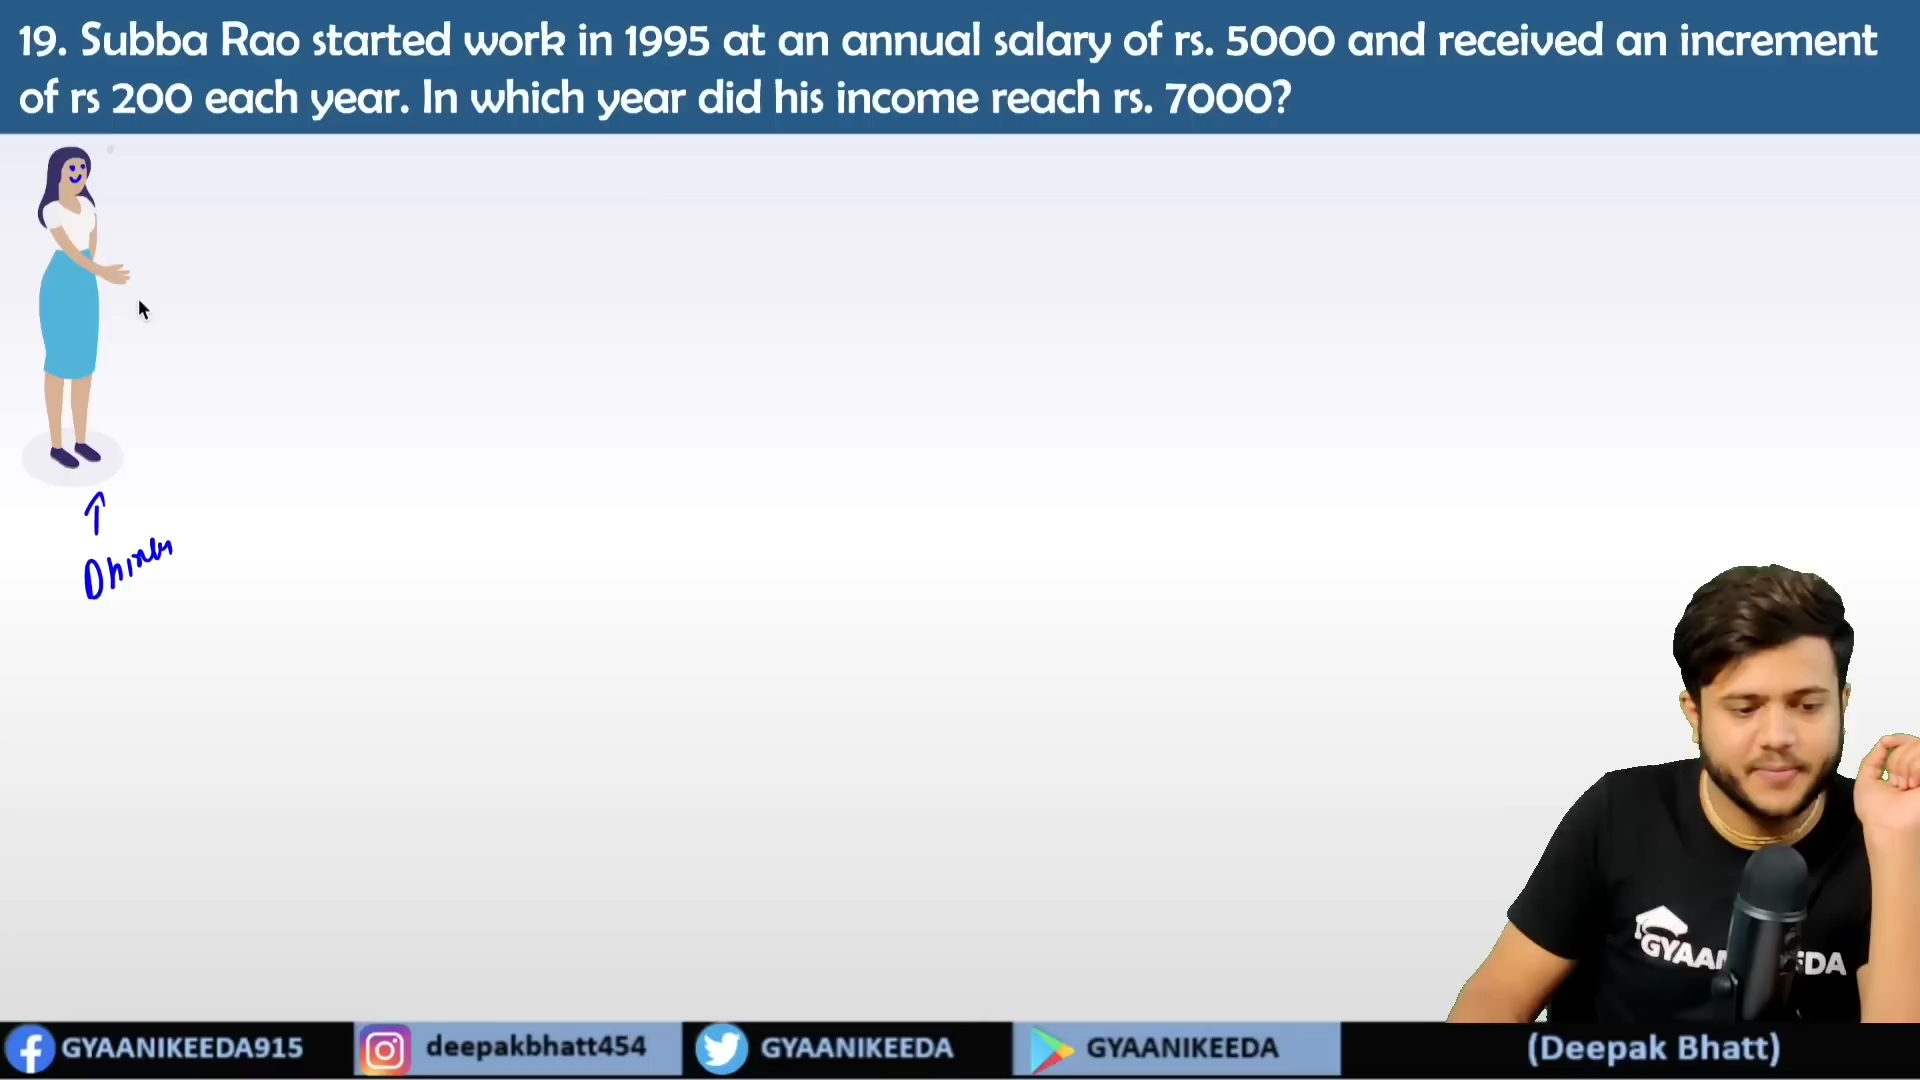 19. Subba Rao started work in 1995 at an annual salary of rs. 5000 and received an increment
of rs 200 each year. In which year did his income reach rs. 7000?
GYAANIKEEDA915
deepakbhatt454
GYAANIKEEDA
GYAANIKEEDA
(Deepak Bhatt)